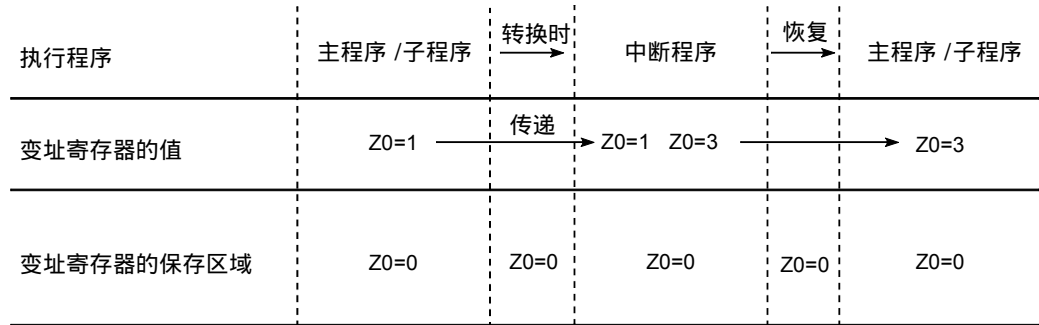 执行程序 主程序 /子程序 转换时 中断程序 恢复 主程序 /子程序
变址寄存器的值 Z0=1 传递 Z0=1 Z0=3 Z0=3
变址寄存器的保存区域 Z0=0 Z0=0 Z0=0 Z0=0 Z0=0